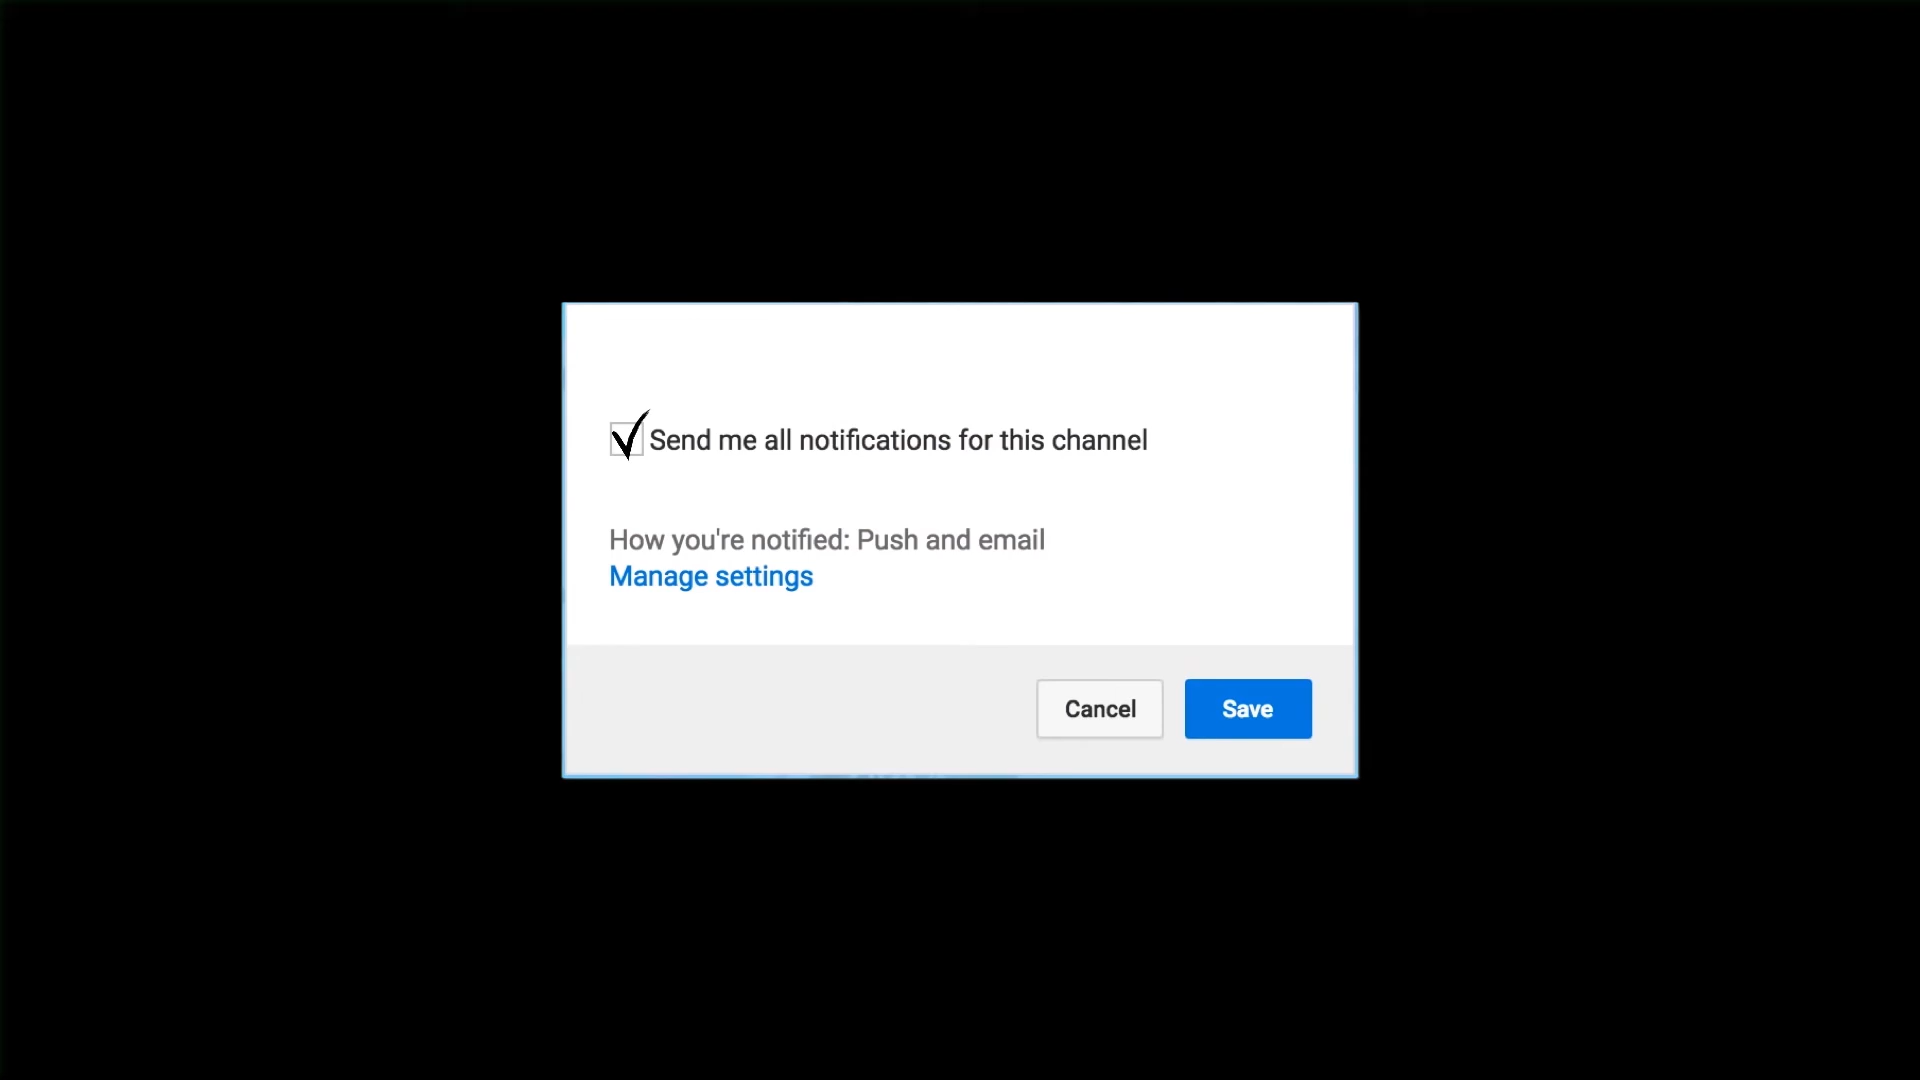 Send me all notifications for this channel
How you're notified: Push and email
Manage settings
Cancel
Save